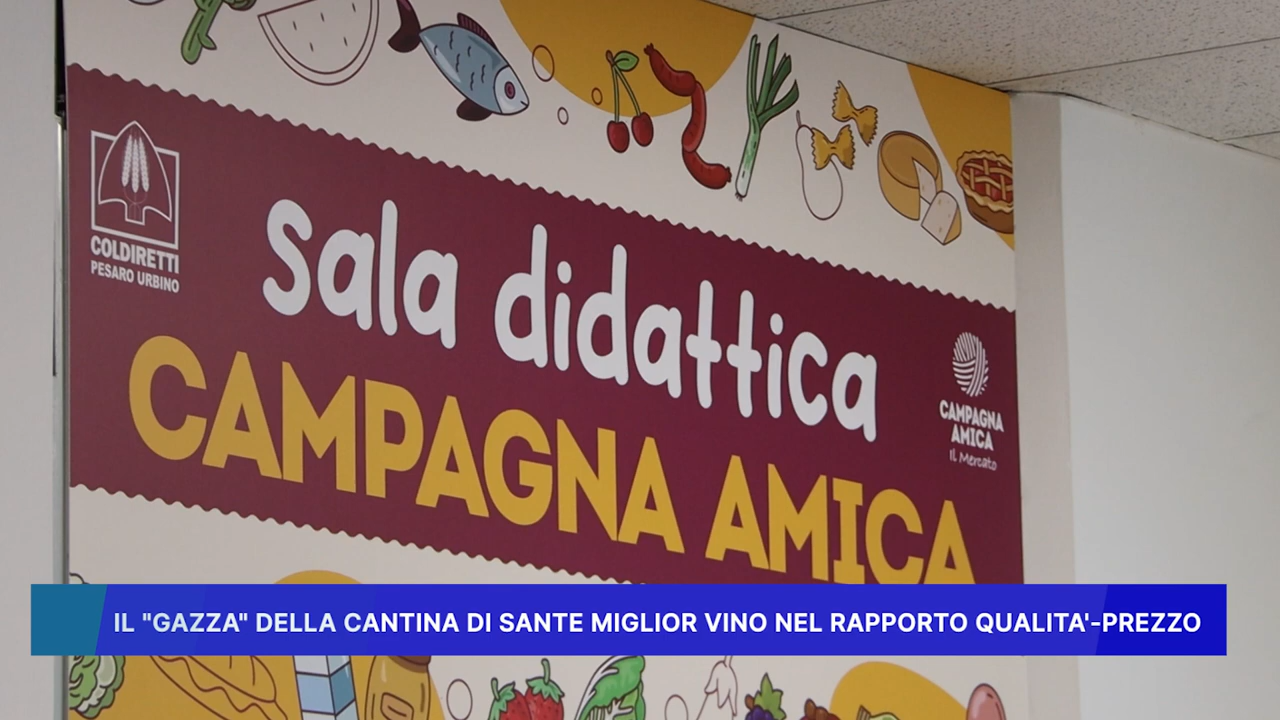 COLDIRETTI
PESARO URBINO
sala didattica
CAMPAGNA AMICA
CAMPAGNA
AMICA
Il Mercato
IL "GAZZA" DELLA CANTINA DI SANTE MIGLIOR VINO NEL RAPPORTO QUALITA'-PREZZO